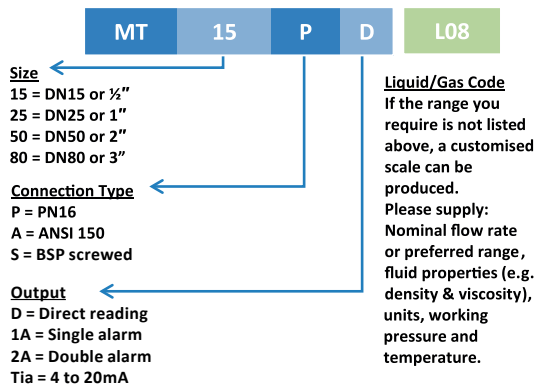 MT 15 P D L08
Size
15 = DN15 or ½"
25 = DN25 or 1"
50 = DN50 or 2"
80 = DN80 or 3”
Connection Type
P = PN16
A = ANSI 150
S = BSP screwed
Output
D = Direct reading
1A = Single alarm
2A = Double alarm
Tia = 4 to 20mA
Liquid/Gas Code
If the range you
require is not listed
above, a customised
scale can be
produced.
Please supply:
Nominal flow rate
or preferred range,
fluid properties (e.g.
density & viscosity),
units, working
pressure and
temperature.